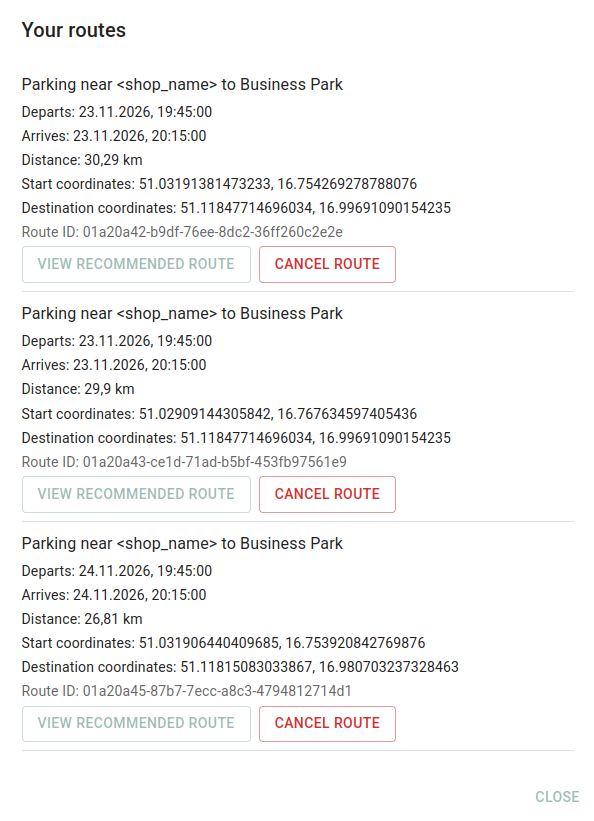 Your routes
Parking near <shop_name> to Business Park
Departs: 23.11.2026, 19:45:00
Arrives: 23.11.2026, 20:15:00
Distance: 30,29 km
Start coordinates: 51.03191381473233, 16.754269278788076
Destination coordinates: 51.11847714696034, 16.99691090154235
Route ID: 01a20a42-b9df-76ee-8dc2-36ff260c2e2e
VIEW RECOMMENDED ROUTE CANCEL ROUTE
Parking near <shop_name> to Business Park
Departs: 23.11.2026, 19:45:00
Arrives: 23.11.2026, 20:15:00
Distance: 29,9 km
Start coordinates: 51.02909144305842, 16.767634597405436
Destination coordinates: 51.11847714696034, 16.99691090154235
Route ID: 01a20a43-ce1d-71ad-b5bf-453fb97561e9
VIEW RECOMMENDED ROUTE CANCEL ROUTE
Parking near <shop_name> to Business Park
Departs: 24.11.2026, 19:45:00
Arrives: 24.11.2026, 20:15:00
Distance: 26,81 km
Start coordinates: 51.031906440409685, 16.753920842769876
Destination coordinates: 51.11815083033867, 16.980703237328463
Route ID: 01a20a45-87b7-7ecc-a8c3-4794812714d1
VIEW RECOMMENDED ROUTE CANCEL ROUTE
CLOSE